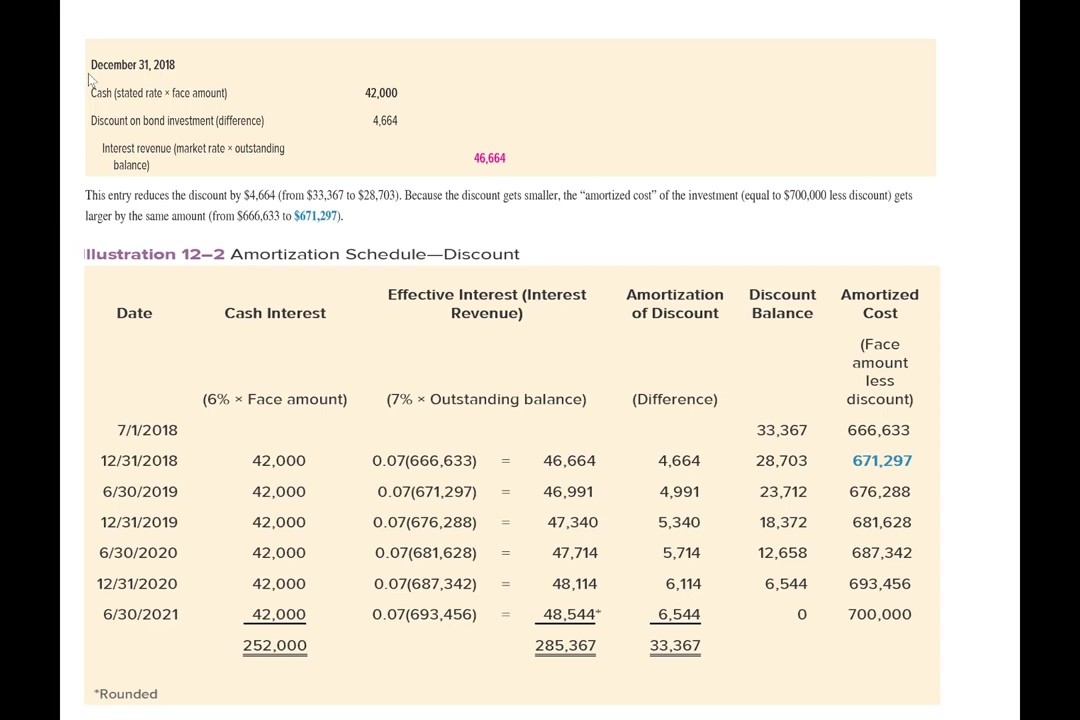 December 31, 2018
Cash (stated rate × face amount) 42,000
Discount on bond investment (difference) 4,664
Interest revenue (market rate × outstanding
balance) 46,664
This entry reduces the discount by $4,664 (from $33,367 to $28,703). Because the discount gets smaller, the “amortized cost” of the investment (equal to $700,000 less discount) gets
larger by the same amount (from $666,633 to $671,297).
Illustration 12–2 Amortization Schedule—Discount
Date Cash Interest Effective Interest (Interest Revenue) Amortization of Discount Discount Balance Amortized Cost
(6% × Face amount) (7% × Outstanding balance) (Difference) (Face amount less discount)
7/1/2018 33,367 666,633
12/31/2018 42,000 0.07(666,633) = 46,664 4,664 28,703 671,297
6/30/2019 42,000 0.07(671,297) = 46,991 4,991 23,712 676,288
12/31/2019 42,000 0.07(676,288) = 47,340 5,340 18,372 681,628
6/30/2020 42,000 0.07(681,628) = 47,714 5,714 12,658 687,342
12/31/2020 42,000 0.07(687,342) = 48,114 6,114 6,544 693,456
6/30/2021 42,000 0.07(693,456) = 48,544* 6,544 0 700,000
252,000 285,367 33,367
*Rounded